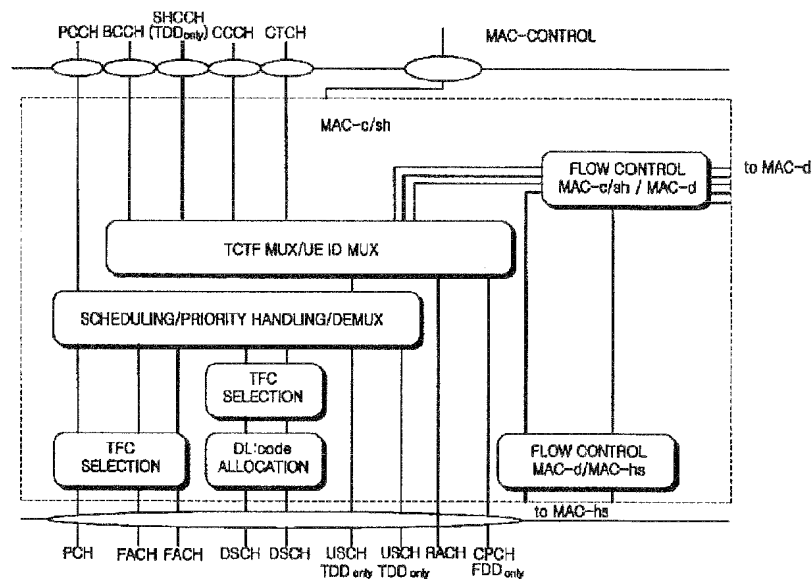 SHCCH
PCCH BCCH (TDD only) CCCH CTCH
MAC-CONTROL
MAC-c/sh
FLOW CONTROL
MAC-c/sh / MAC-d
to MAC-d
TCTF MUX/UE ID MUX
SCHEDULING/PRIORITY HANDLING/DEMUX
TFC
SELECTION
TFC
SELECTION
DL:code
ALLOCATION
FLOW CONTROL
MAC-d/MAC-hs
to MAC-hs
PCH FACH FACH DSCH DSCH USCH USCH RACH CPCH
TDD only TDD only FDD only